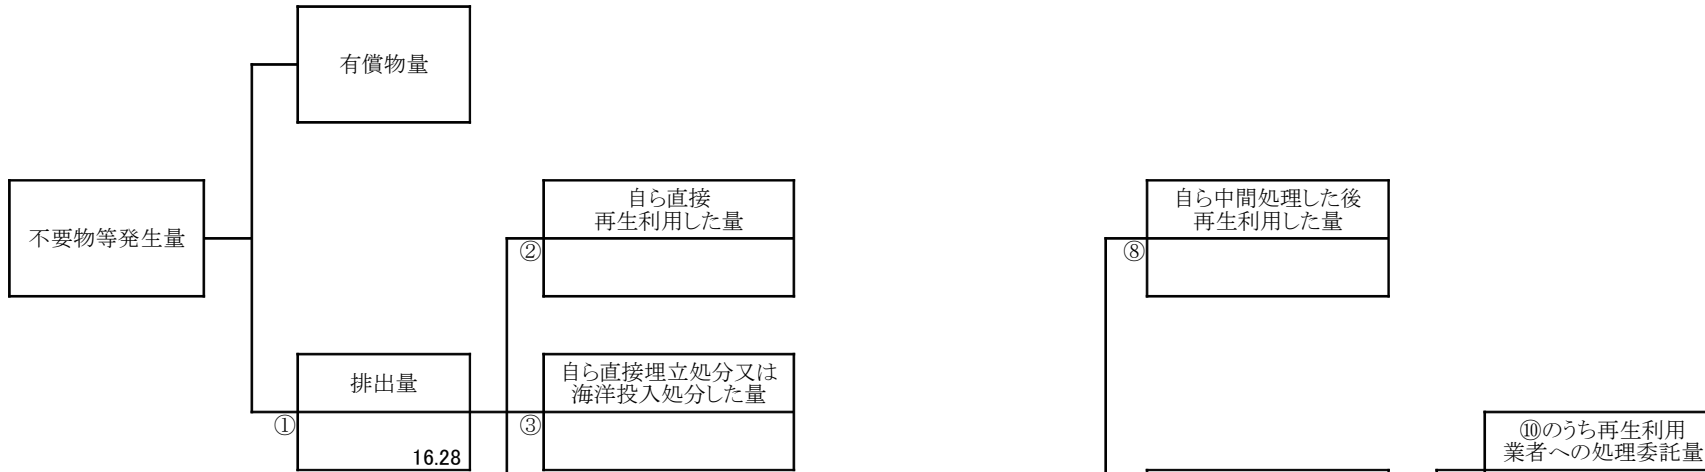 有償物量
不要物等発生量
自ら直接
再生利用した量
②
自ら中間処理した後
再生利用した量
⑧
排出量
①
16.28
自ら直接埋立処分又は
海洋投入処分した量
③
⑩のうち再生利用
業者への処理委託量